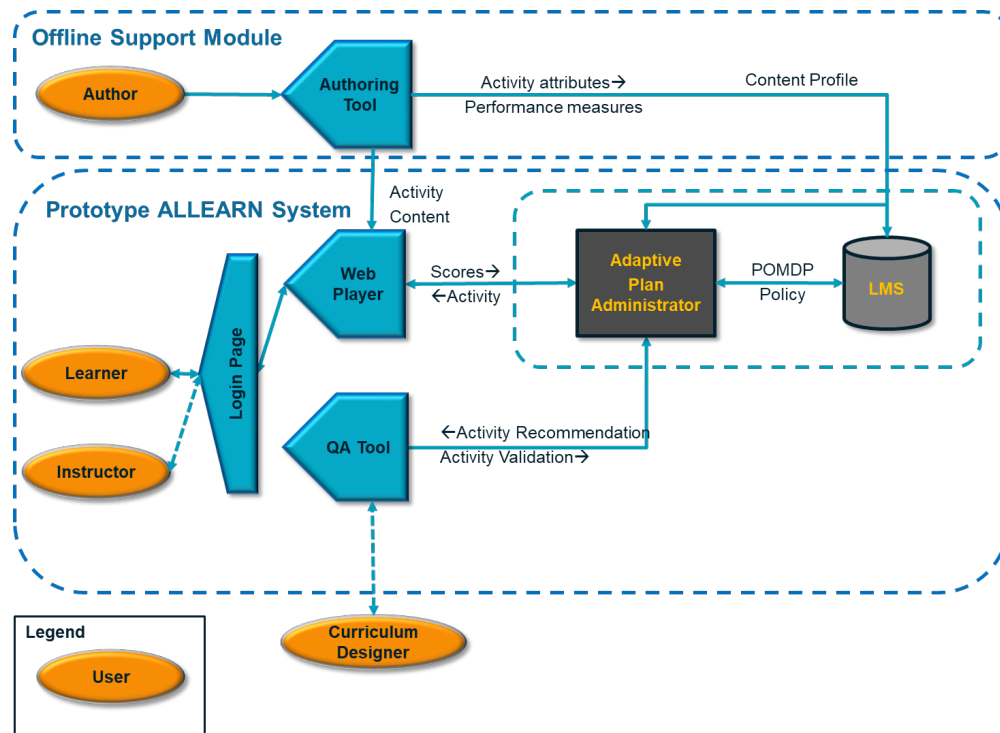 Offline Support Module
Author
Authoring
Tool
Activity attributes→
Performance measures
Content Profile
Activity
Content
Prototype ALLEARN System
Web
Player
Scores→
←Activity
Adaptive
Plan
Administrator
POMDP
Policy
LMS
Login Page
Learner
Instructor
QA Tool
←Activity Recommendation
Activity Validation→
Curriculum
Designer
Legend
User